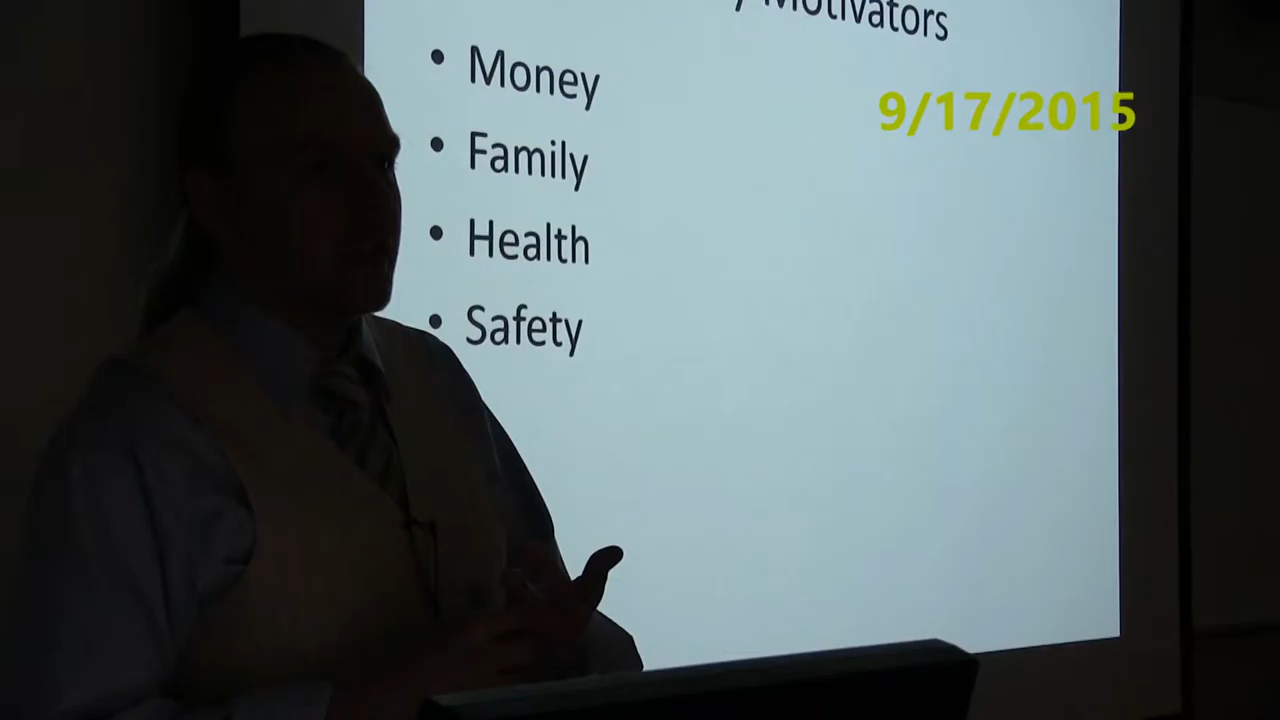 Motivators
• Money
9/17/2015
• Family
• Health
• Safety